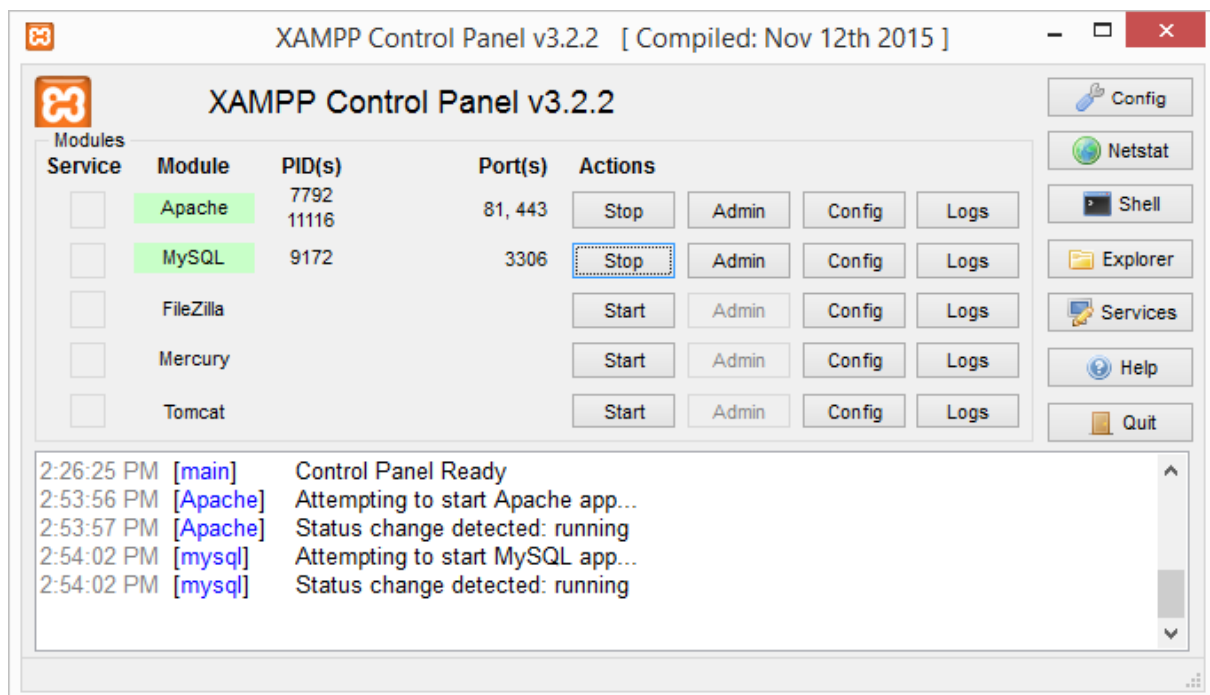 XAMPP Control Panel v3.2.2 [ Compiled: Nov 12th 2015 ]
XAMPP Control Panel v3.2.2
Config
Modules
Netstat
Service Module PID(s) Port(s) Actions
Apache 7792 11116 81, 443 Stop Admin Config Logs
Shell
MySQL 9172 3306 Stop Admin Config Logs
Explorer
FileZilla Start Admin Config Logs
Services
Mercury Start Admin Config Logs
Help
Tomcat Start Admin Config Logs
Quit
2:26:25 PM [main] Control Panel Ready
2:53:56 PM [Apache] Attempting to start Apache app...
2:53:57 PM [Apache] Status change detected: running
2:54:02 PM [mysql] Attempting to start MySQL app...
2:54:02 PM [mysql] Status change detected: running